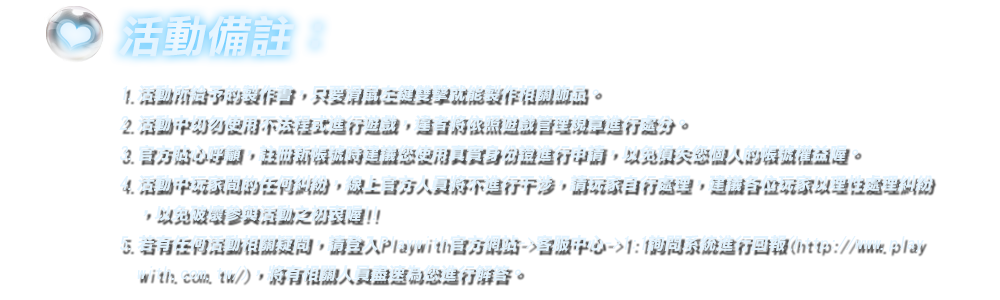 活動備註 2
1. 活動所給予的製作書，只要滑鼠左鍵雙擊就能製作相關飾品。
2. 活動中切勿使用不法程式進行遊戲，違者將依照遊戲管理規章進行處分。
3. 官方貼心呼籲，註冊新帳號時建議您使用真實身份證進行申請，以免損失您個人的帳號權益喔。
4. 活動中玩家間的任何糾紛，線上官方人員將不進行干涉，請玩家自行處理，建議各位玩家以理性處理糾紛
，以免破壞參與活動之初衷喔!!
5. 若有任何活動相關疑問，請登入Playwith官方網站->客服中心->1:1詢問系統進行回報(http://www.play
with.com.tw/)，將有相關人員盡速為您進行解答。